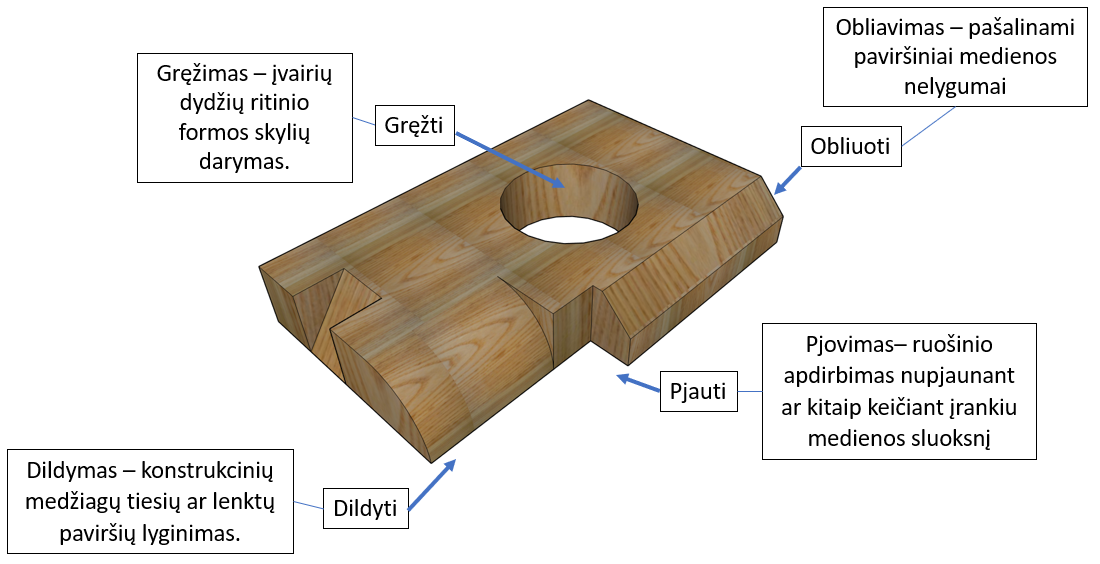 Obliavimas – pašalinami
paviršiniai medienos
nelygumai
Gręžimas – įvairių
dydžių ritinio
formos skylių
darymas.
Gręžti
Obliuoti
Pjovimas– ruošinio
apdirbimas nupjaunant
ar kitaip keičiant įrankiu
medienos sluoksnį
Pjauti
Dildymas – konstrukcinių
medžiagų tiesių ar lenktų
paviršių lyginimas.
Dildyti